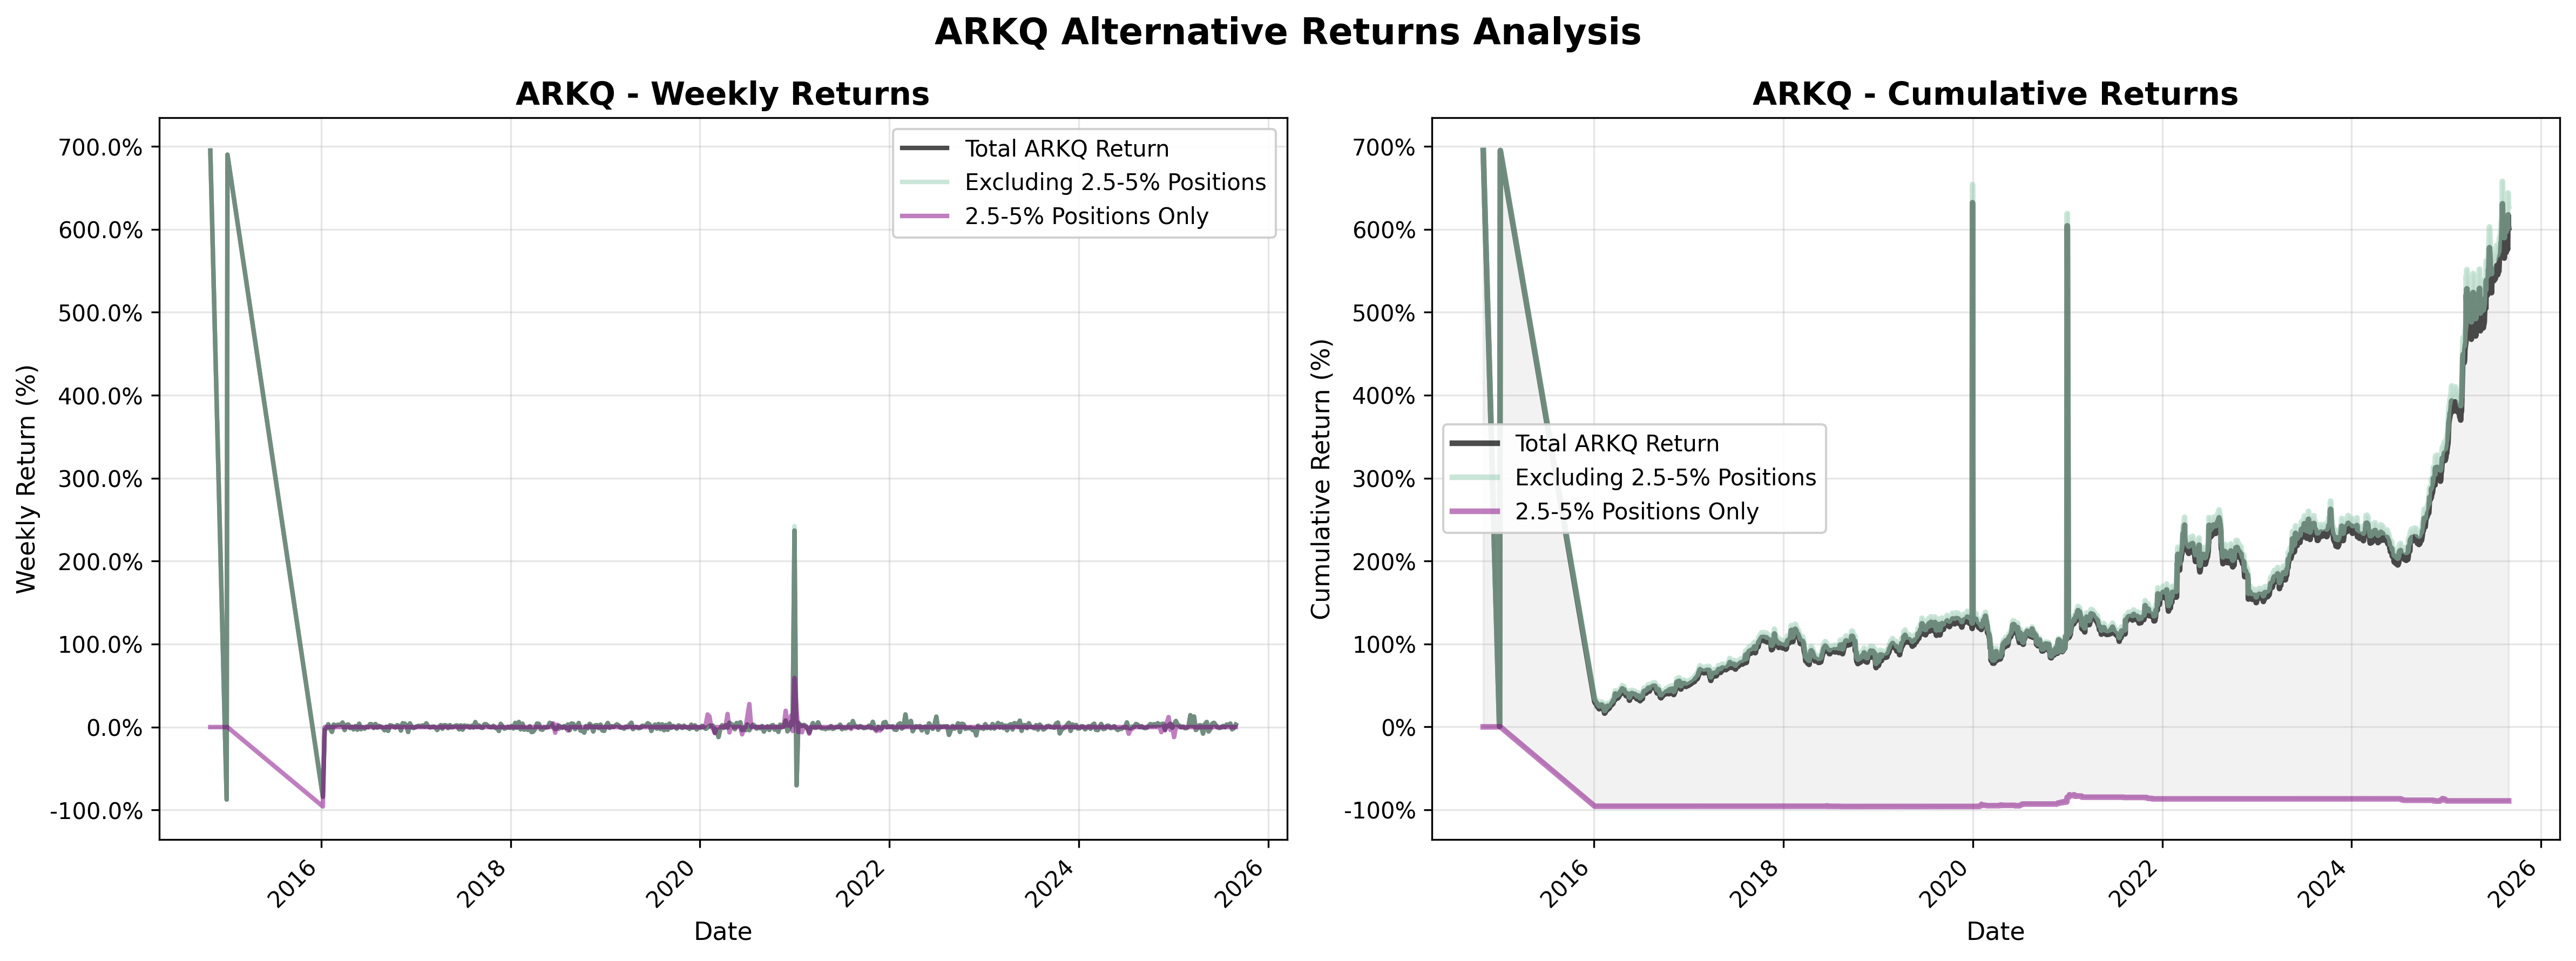 ARKQ Alternative Returns Analysis
ARKQ - Weekly Returns
Weekly Return (%)
700.0%
600.0%
500.0%
400.0%
300.0%
200.0%
100.0%
0.0%
-100.0%
Total ARKQ Return
Excluding 2.5-5% Positions
2.5-5% Positions Only
2016
2018
2020
2022
2024
2026
Date
ARKQ - Cumulative Returns
Cumulative Return (%)
700%
600%
500%
400%
300%
200%
100%
0%
-100%
Total ARKQ Return
Excluding 2.5-5% Positions
2.5-5% Positions Only
2016
2018
2020
2022
2024
2026
Date